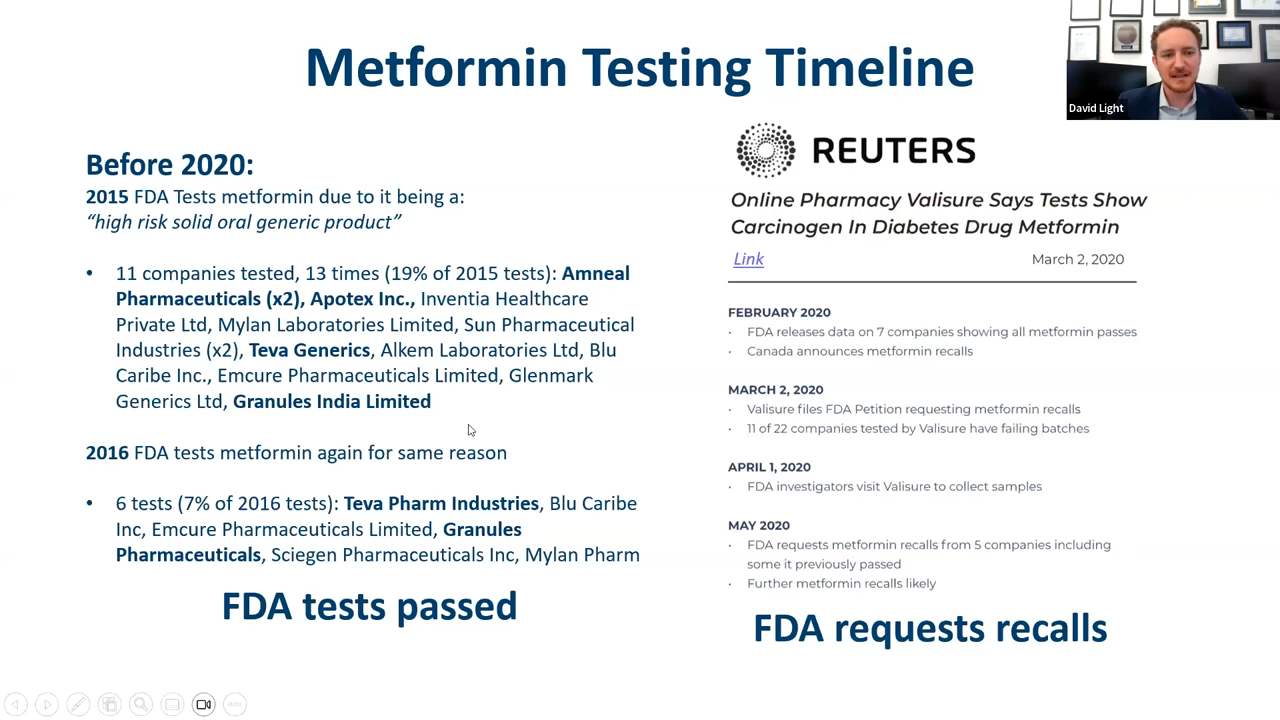 Metformin Testing Timeline
David Light
Before 2020:
2015 FDA Tests metformin due to it being a:
“high risk solid oral generic product”
• 11 companies tested, 13 times (19% of 2015 tests): Amneal
Pharmaceuticals (x2), Apotex Inc., Inventia Healthcare
Private Ltd, Mylan Laboratories Limited, Sun Pharmaceutical
Industries (x2), Teva Generics, Alkem Laboratories Ltd, Blu
Caribe Inc., Emcure Pharmaceuticals Limited, Glenmark
Generics Ltd, Granules India Limited
2016 FDA tests metformin again for same reason
• 6 tests (7% of 2016 tests): Teva Pharm Industries, Blu Caribe
Inc, Emcure Pharmaceuticals Limited, Granules
Pharmaceuticals, Sciegen Pharmaceuticals Inc, Mylan Pharm
FDA tests passed
REUTERS
Online Pharmacy Valisure Says Tests Show
Carcinogen In Diabetes Drug Metformin
Link March 2, 2020
FEBRUARY 2020
• FDA releases data on 7 companies showing all metformin passes
• Canada announces metformin recalls
MARCH 2, 2020
• Valisure files FDA Petition requesting metformin recalls
• 11 of 22 companies tested by Valisure have failing batches
APRIL 1, 2020
• FDA investigators visit Valisure to collect samples
MAY 2020
• FDA requests metformin recalls from 5 companies including
some it previously passed
• Further metformin recalls likely
FDA requests recalls